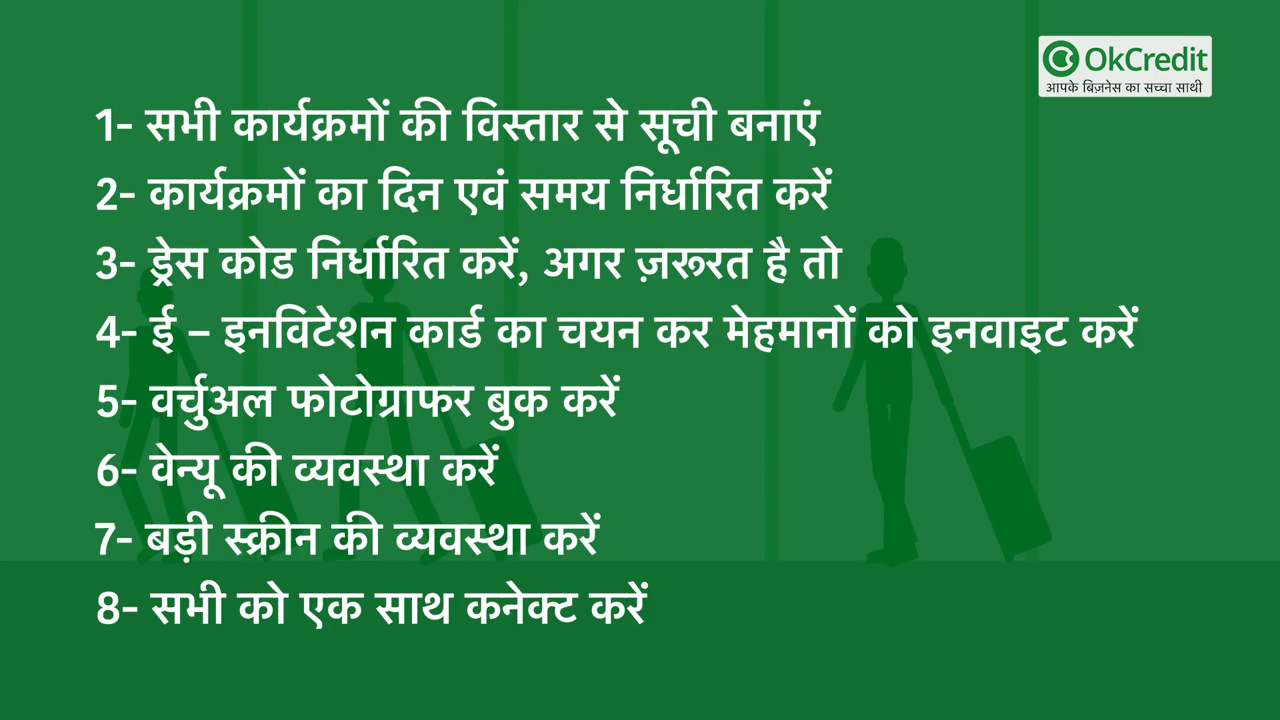 OkCredit
आपके बिज़नेस का सच्चा साथी
1- सभी कार्यक्रमों की विस्तार से सूची बनाएं
2- कार्यक्रमों का दिन एवं समय निर्धारित करें
3- ड्रेस कोड निर्धारित करें, अगर ज़रूरत है तो
4- ई – इनविटेशन कार्ड का चयन कर मेहमानों को इनवाइट करें
5- वर्चुअल फोटोग्राफर बुक करें
6- वेन्यू की व्यवस्था करें
7- बड़ी स्क्रीन की व्यवस्था करें
8- सभी को एक साथ कनेक्ट करें